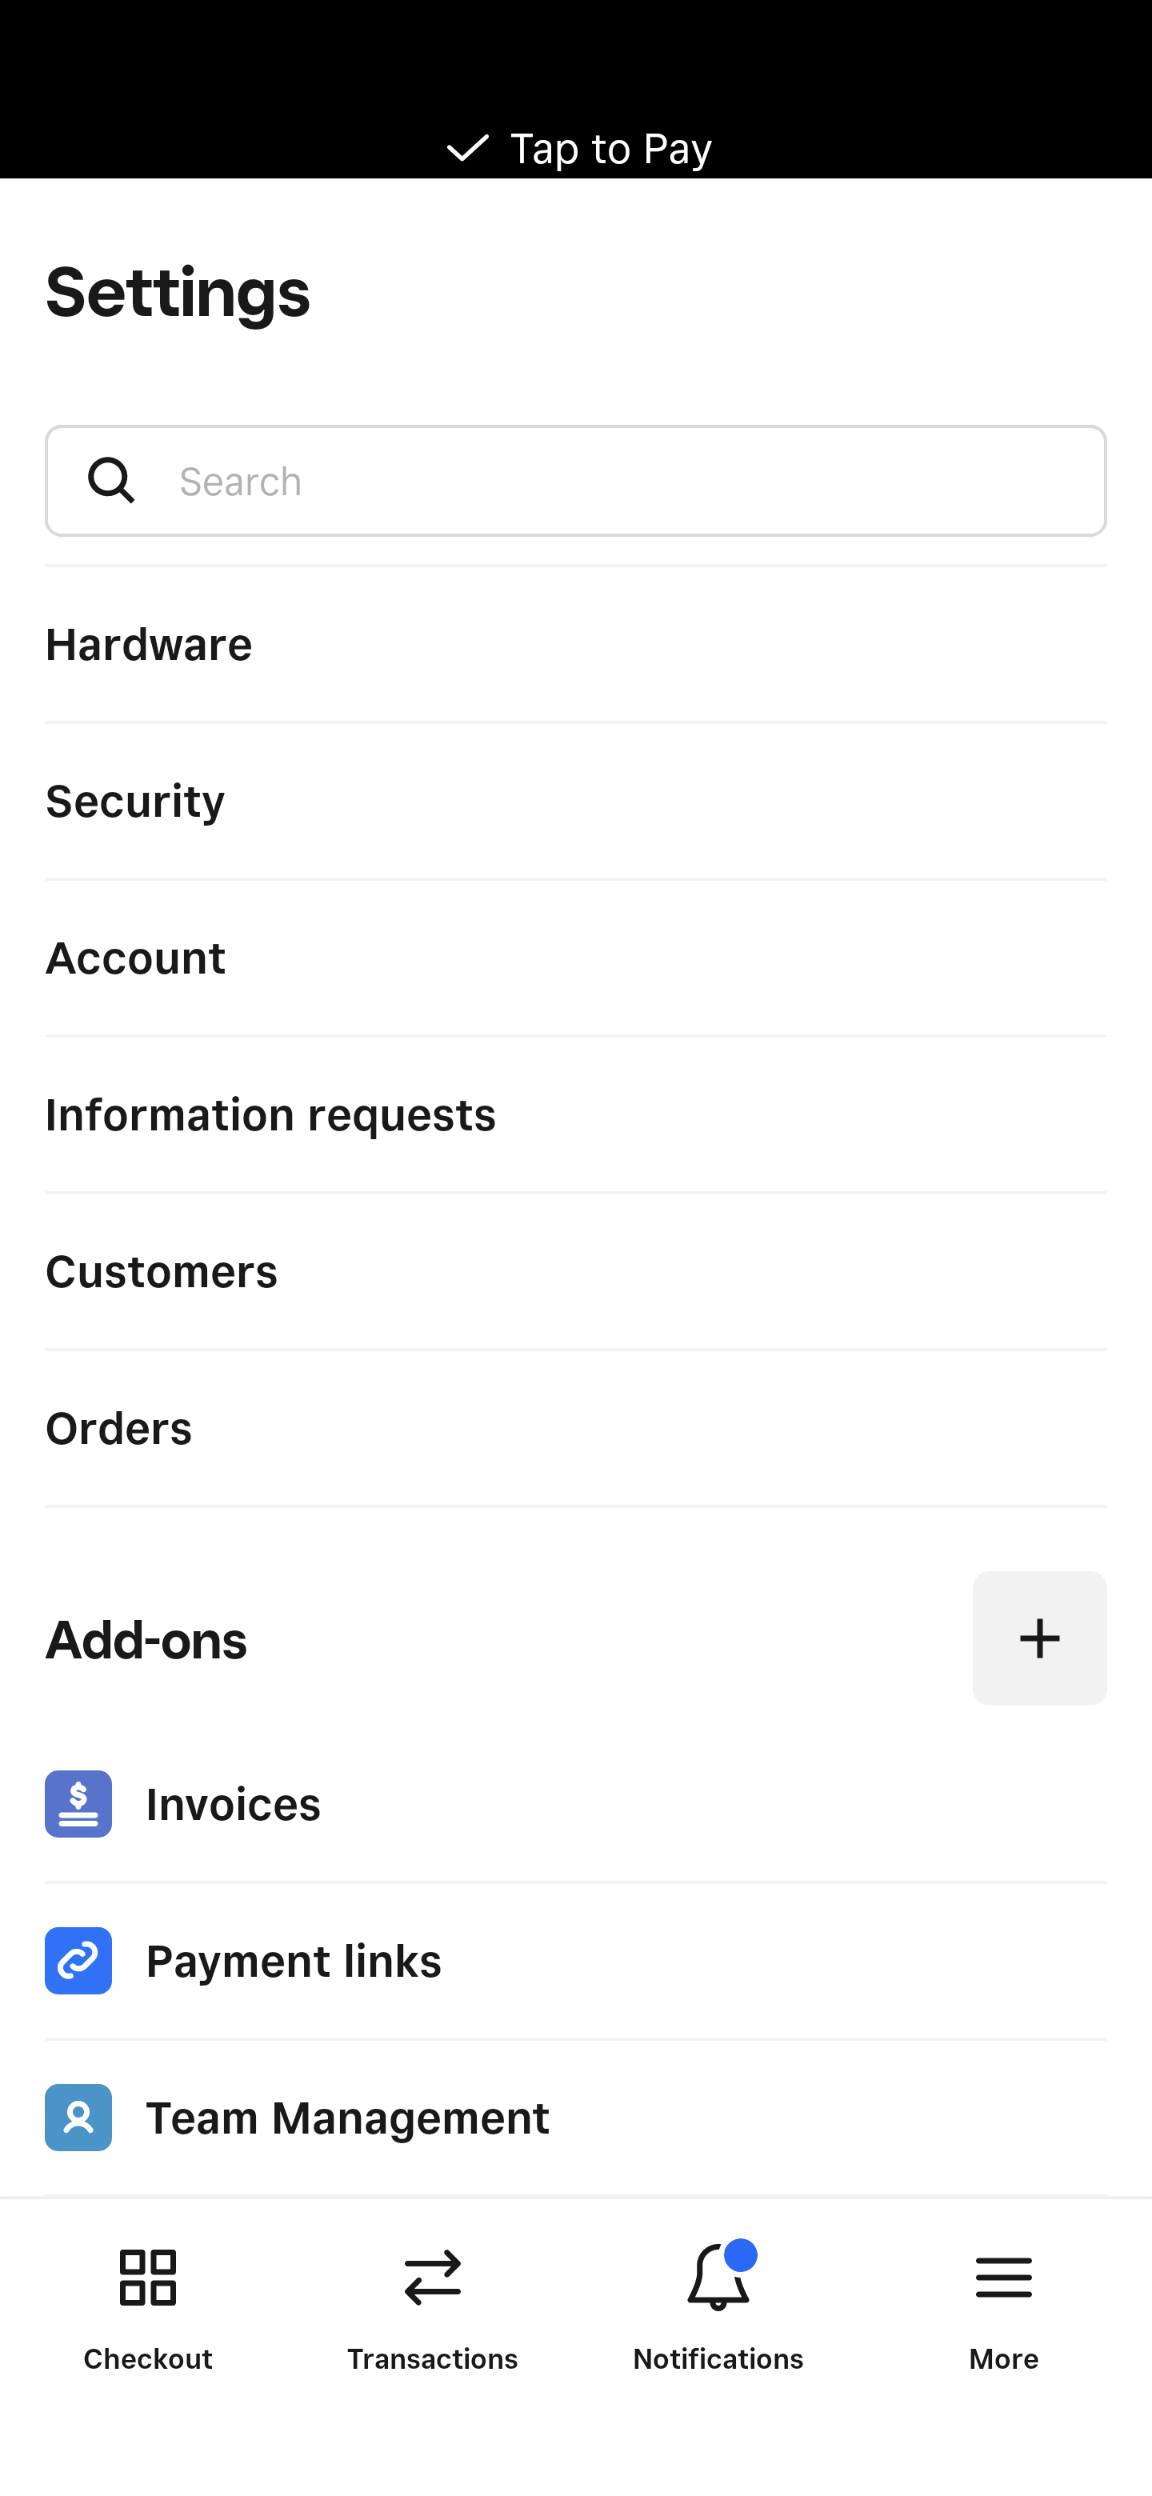 Tap to Pay
Settings
Search
Hardware
Security
Account
Information requests
Customers
Orders
Add-ons
Invoices
Payment links
Team Management
Checkout
Transactions
Notifications
More